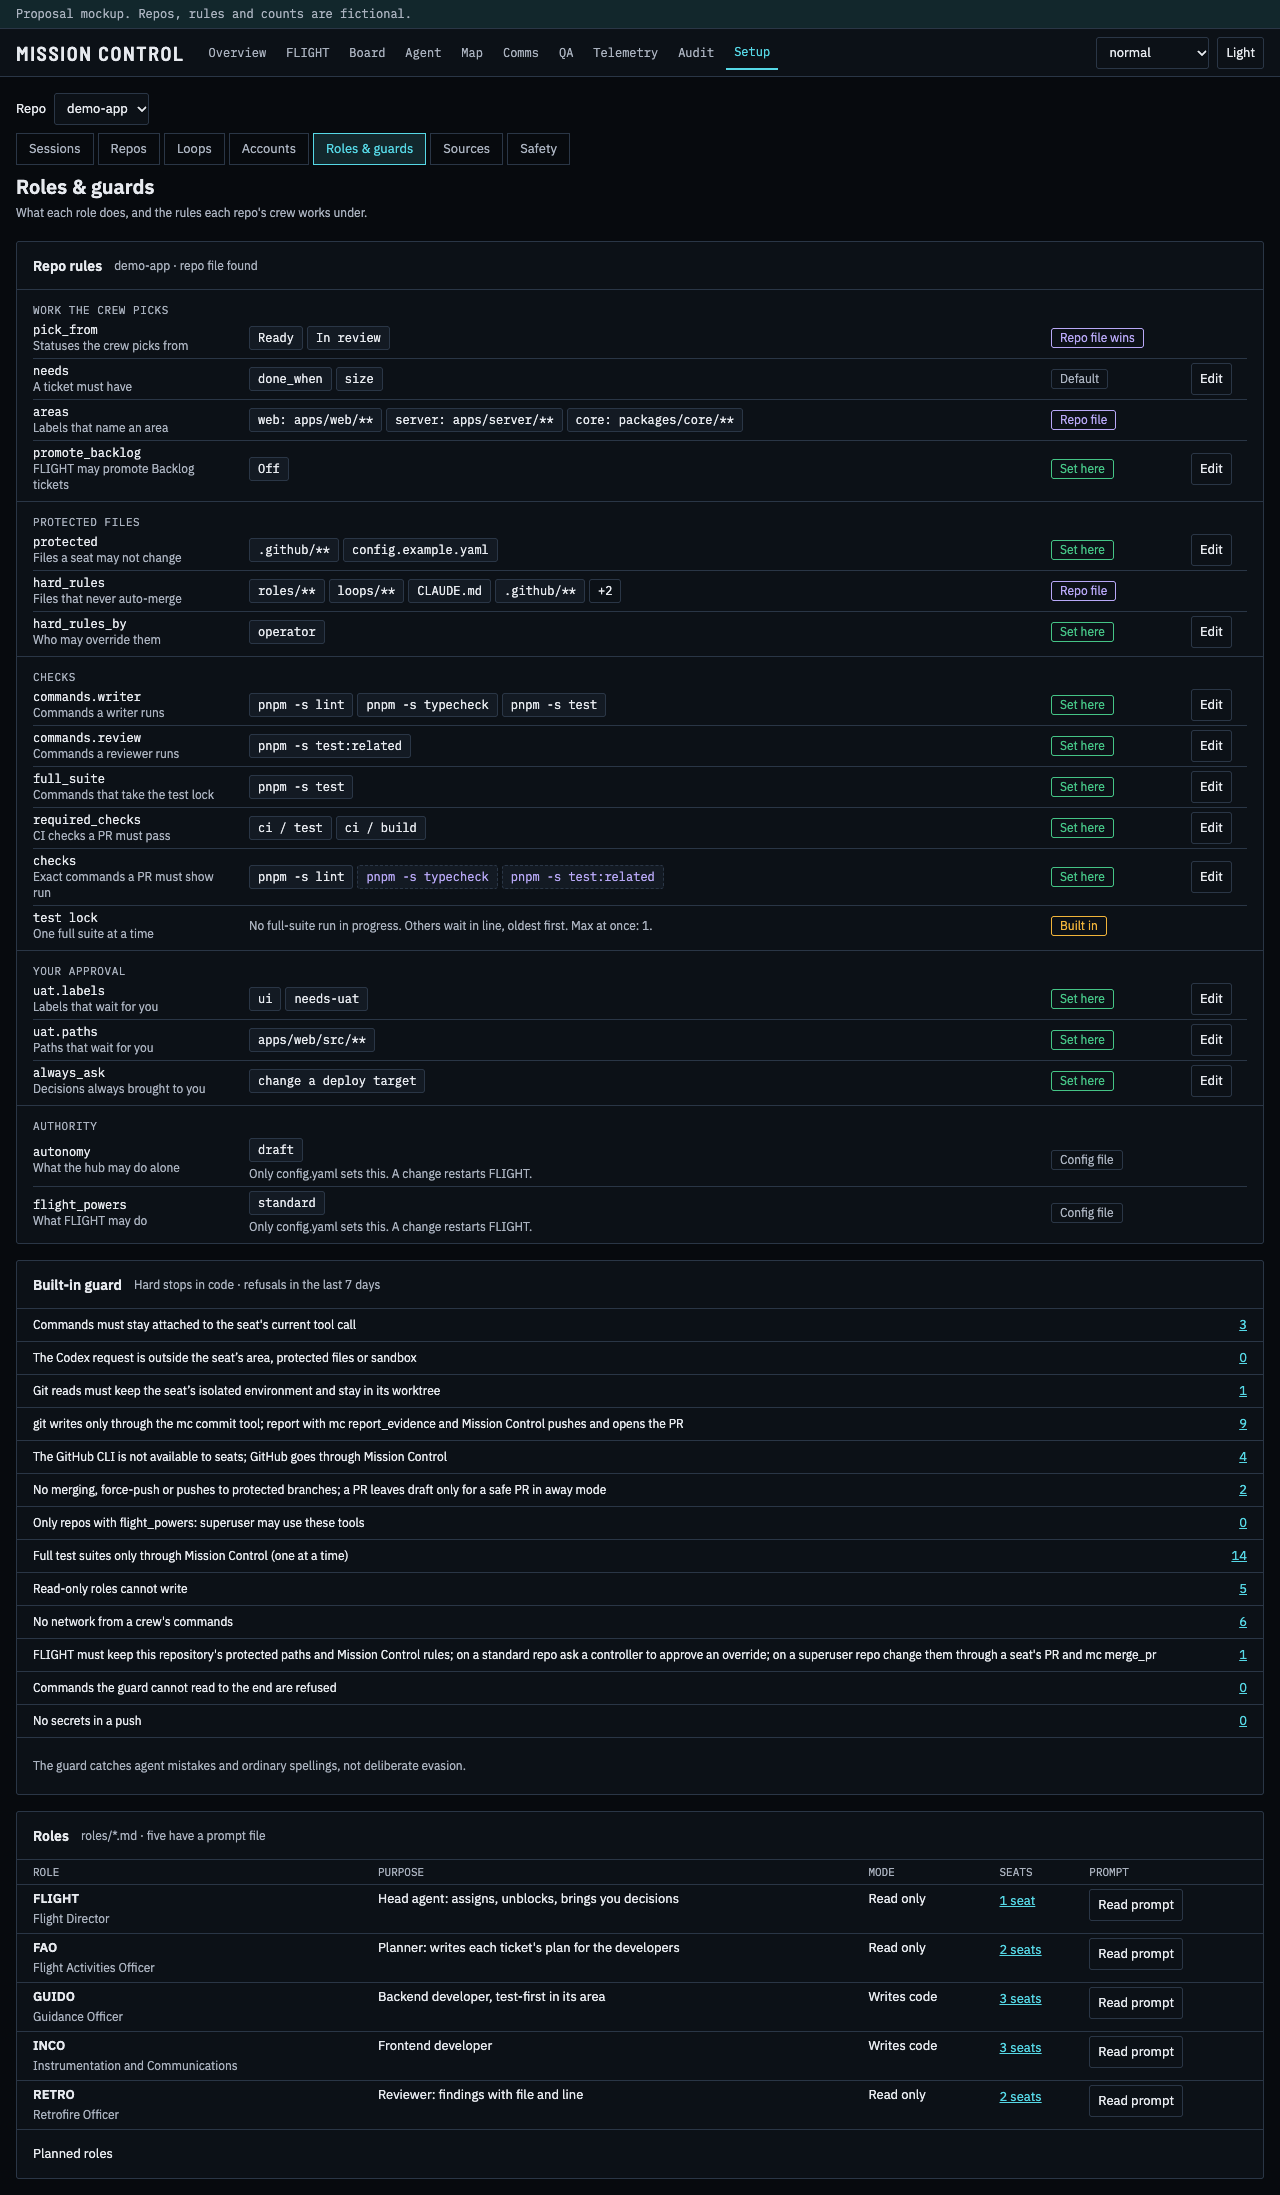 Proposal mockup. Repos, rules and counts are fictional.
MISSION CONTROL Overview FLIGHT Board Agent Map Comms QA Telemetry Audit Setup normal Light
Repo demo-app
Sessions Repos Loops Accounts Roles & guards Sources Safety
Roles & guards
What each role does, and the rules each repo's crew works under.
Repo rules demo-app · repo file found
WORK THE CREW PICKS
pick_from
Statuses the crew picks from
Ready In review Repo file wins
needs
A ticket must have
done_when size Default Edit
areas
Labels that name an area
web: apps/web/** server: apps/server/** core: packages/core/** Repo file
promote_backlog
FLIGHT may promote Backlog
tickets
Off Set here Edit
PROTECTED FILES
protected
Files a seat may not change
.github/** config.example.yaml Set here Edit
hard_rules
Files that never auto-merge
roles/** loops/** CLAUDE.md .github/** +2 Repo file
hard_rules_by
Who may override them
operator Set here Edit
CHECKS
commands.writer
Commands a writer runs
pnpm -s lint pnpm -s typecheck pnpm -s test Set here Edit
commands.review
Commands a reviewer runs
pnpm -s test:related Set here Edit
full_suite
Commands that take the test lock
pnpm -s test Set here Edit
required_checks
CI checks a PR must pass
ci / test ci / build Set here Edit
checks
Exact commands a PR must show
run
pnpm -s lint pnpm -s typecheck pnpm -s test:related Set here Edit
test lock
One full suite at a time
No full-suite run in progress. Others wait in line, oldest first. Max at once: 1. Built in
YOUR APPROVAL
uat.labels
Labels that wait for you
ui needs-uat Set here Edit
uat.paths
Paths that wait for you
apps/web/src/** Set here Edit
always_ask
Decisions always brought to you
change a deploy target Set here Edit
AUTHORITY
autonomy
What the hub may do alone
draft
Only config.yaml sets this. A change restarts FLIGHT.
Config file
flight_powers
What FLIGHT may do
standard
Only config.yaml sets this. A change restarts FLIGHT.
Config file
Built-in guard Hard stops in code · refusals in the last 7 days
Commands must stay attached to the seat's current tool call 3
The Codex request is outside the seat’s area, protected files or sandbox 0
Git reads must keep the seat’s isolated environment and stay in its worktree 1
git writes only through the mc commit tool; report with mc report_evidence and Mission Control pushes and opens the PR 9
The GitHub CLI is not available to seats; GitHub goes through Mission Control 4
No merging, force-push or pushes to protected branches; a PR leaves draft only for a safe PR in away mode 2
Only repos with flight_powers: superuser may use these tools 0
Full test suites only through Mission Control (one at a time) 14
Read-only roles cannot write 5
No network from a crew's commands 6
FLIGHT must keep this repository's protected paths and Mission Control rules; on a standard repo ask a controller to approve an override; on a superuser repo change them through a seat's PR and mc merge_pr 1
Commands the guard cannot read to the end are refused 0
No secrets in a push 0
The guard catches agent mistakes and ordinary spellings, not deliberate evasion.
Roles roles/*.md · five have a prompt file
ROLE PURPOSE MODE SEATS PROMPT
FLIGHT Head agent: assigns, unblocks, brings you decisions Read only 1 seat Read prompt
Flight Director
FAO Planner: writes each ticket's plan for the developers Read only 2 seats Read prompt
Flight Activities Officer
GUIDO Backend developer, test-first in its area Writes code 3 seats Read prompt
Guidance Officer
INCO Frontend developer Writes code 3 seats Read prompt
Instrumentation and Communications
RETRO Reviewer: findings with file and line Read only 2 seats Read prompt
Retrofire Officer
Planned roles